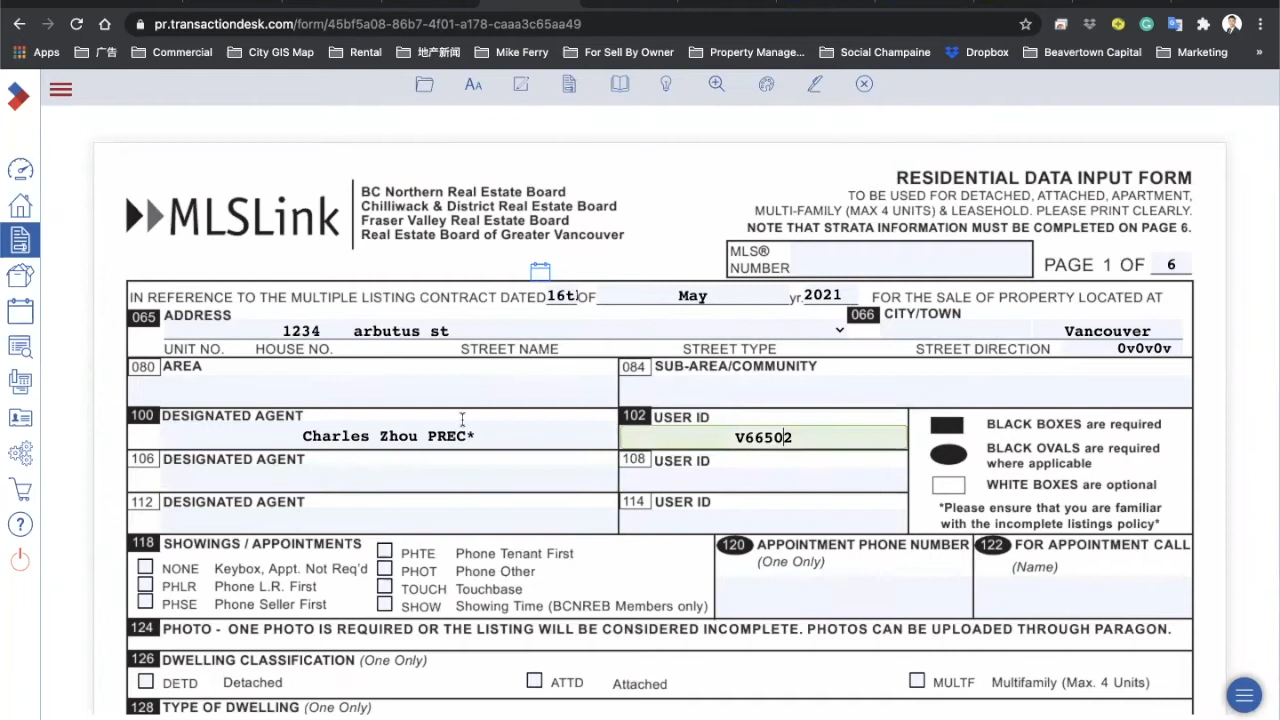 pr.transactiondesk.com/form/45bf5a08-86b7-4f01-a178-caaa3c65aa49
Apps 广告 Commercial City GIS Map Rental 地产新闻 Mike Ferry For Sell By Owner Property Manage... Social Champaine Dropbox Beavertown Capital Marketing »
AA
MLSLink
BC Northern Real Estate Board
Chilliwack & District Real Estate Board
Fraser Valley Real Estate Board
Real Estate Board of Greater Vancouver
RESIDENTIAL DATA INPUT FORM
TO BE USED FOR DETACHED, ATTACHED, APARTMENT,
MULTI-FAMILY (MAX 4 UNITS) & LEASEHOLD. PLEASE PRINT CLEARLY.
NOTE THAT STRATA INFORMATION MUST BE COMPLETED ON PAGE 6.
MLS®
NUMBER
PAGE 1 OF 6
IN REFERENCE TO THE MULTIPLE LISTING CONTRACT DATED 16t OF May yr. 2021 FOR THE SALE OF PROPERTY LOCATED AT
065 ADDRESS 066 CITY/TOWN
1234 arbutus st Vancouver
UNIT NO. HOUSE NO. STREET NAME STREET TYPE STREET DIRECTION 0v0v0v
080 AREA 084 SUB-AREA/COMMUNITY
100 DESIGNATED AGENT 102 USER ID
Charles Zhou PREC* V66502
106 DESIGNATED AGENT 108 USER ID
112 DESIGNATED AGENT 114 USER ID
BLACK BOXES are required
BLACK OVALS are required
where applicable
WHITE BOXES are optional
*Please ensure that you are familiar
with the incomplete listings policy*
118 SHOWINGS / APPOINTMENTS
NONE Keybox, Appt. Not Req'd
PHLR Phone L.R. First
PHSE Phone Seller First
PHTE Phone Tenant First
PHOT Phone Other
TOUCH Touchbase
SHOW Showing Time (BCNREB Members only)
120 APPOINTMENT PHONE NUMBER
(One Only)
122 FOR APPOINTMENT CALL
(Name)
124 PHOTO - ONE PHOTO IS REQUIRED OR THE LISTING WILL BE CONSIDERED INCOMPLETE. PHOTOS CAN BE UPLOADED THROUGH PARAGON.
126 DWELLING CLASSIFICATION (One Only)
DETD Detached ATTD Attached MULTF Multifamily (Max. 4 Units)
128 TYPE OF DWELLING (One Only)